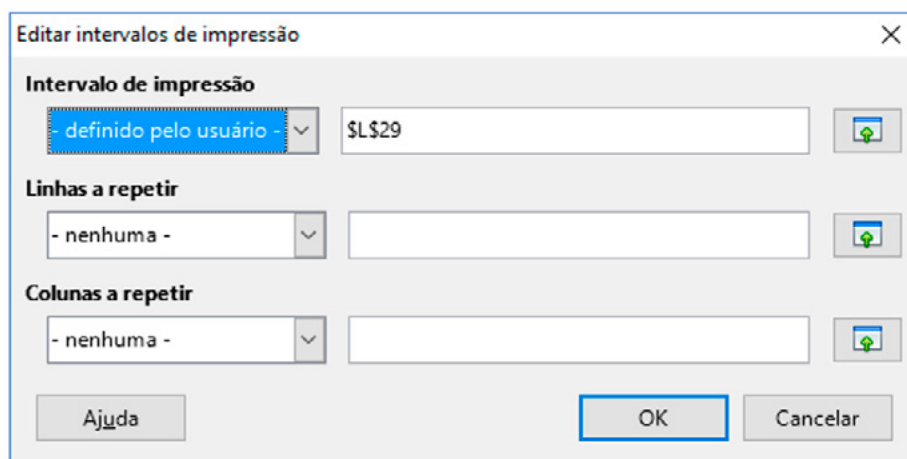 Editar intervalos de impressão
Intervalo de impressão
- definido pelo usuário - $L$29
Linhas a repetir
- nenhuma -
Colunas a repetir
- nenhuma -
Ajuda OK Cancelar